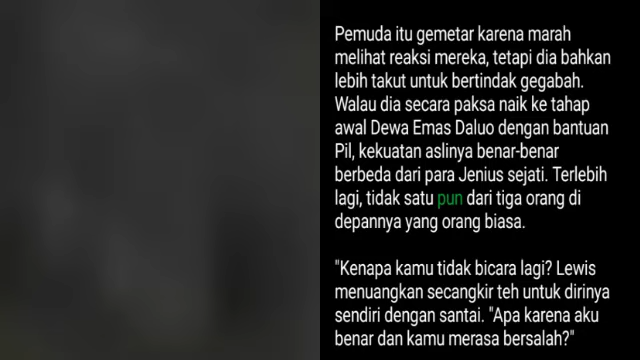 Pemuda itu gemetar karena marah
melihat reaksi mereka, tetapi dia bahkan
lebih takut untuk bertindak gegabah.
Walau dia secara paksa naik ke tahap
awal Dewa Emas Daluo dengan bantuan
Pil, kekuatan aslinya benar-benar
berbeda dari para Jenius sejati. Terlebih
lagi, tidak satu pun dari tiga orang di
depannya yang orang biasa.
"Kenapa kamu tidak bicara lagi? Lewis
menuangkan secangkir teh untuk dirinya
sendiri dengan santai. "Apa karena aku
benar dan kamu merasa bersalah?"